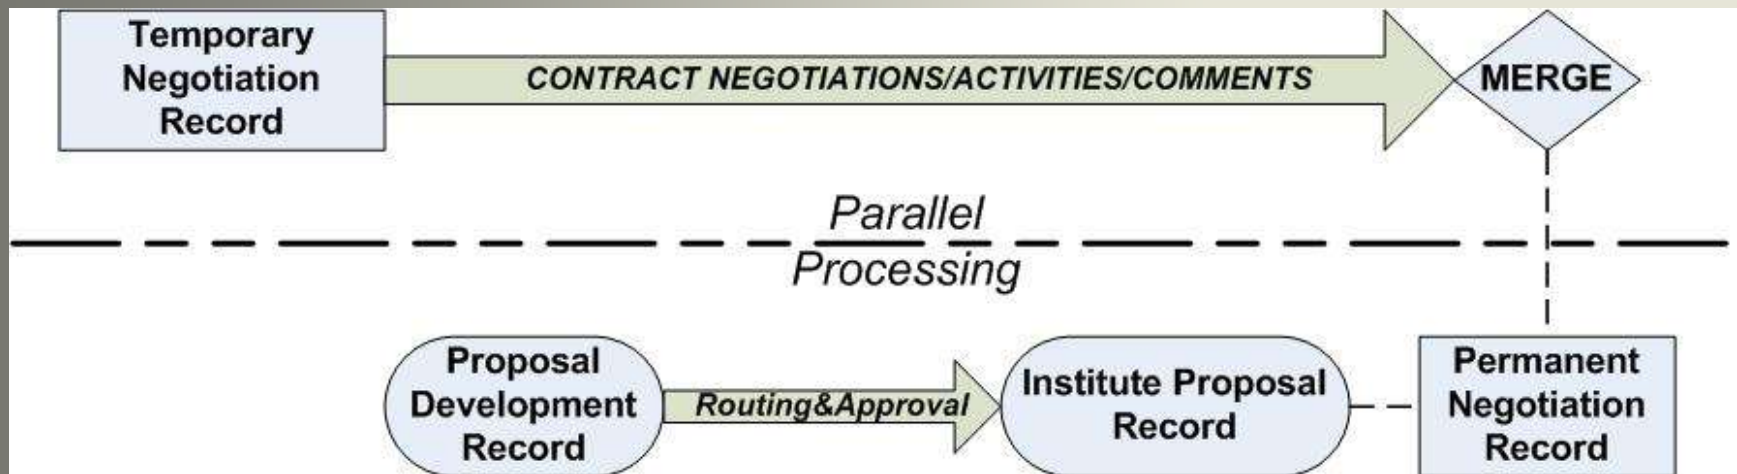 Temporary
Negotiation
Record
CONTRACT NEGOTIATIONS/ACTIVITIES/COMMENTS
MERGE
Parallel
Processing
Proposal
Development
Record
Routing&Approval
Institute Proposal
Record
Permanent
Negotiation
Record